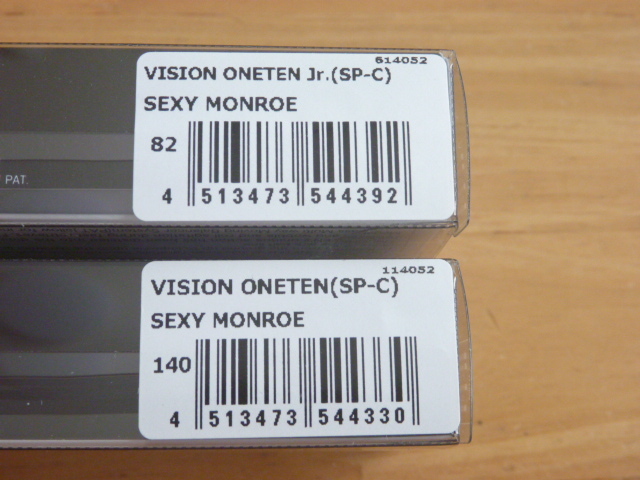 614052
VISION ONETEN Jr.(SP-C)
SEXY MONROE
82
4 513473 544392
PAT.
114052
VISION ONETEN(SP-C)
SEXY MONROE
140
4 513473 544330